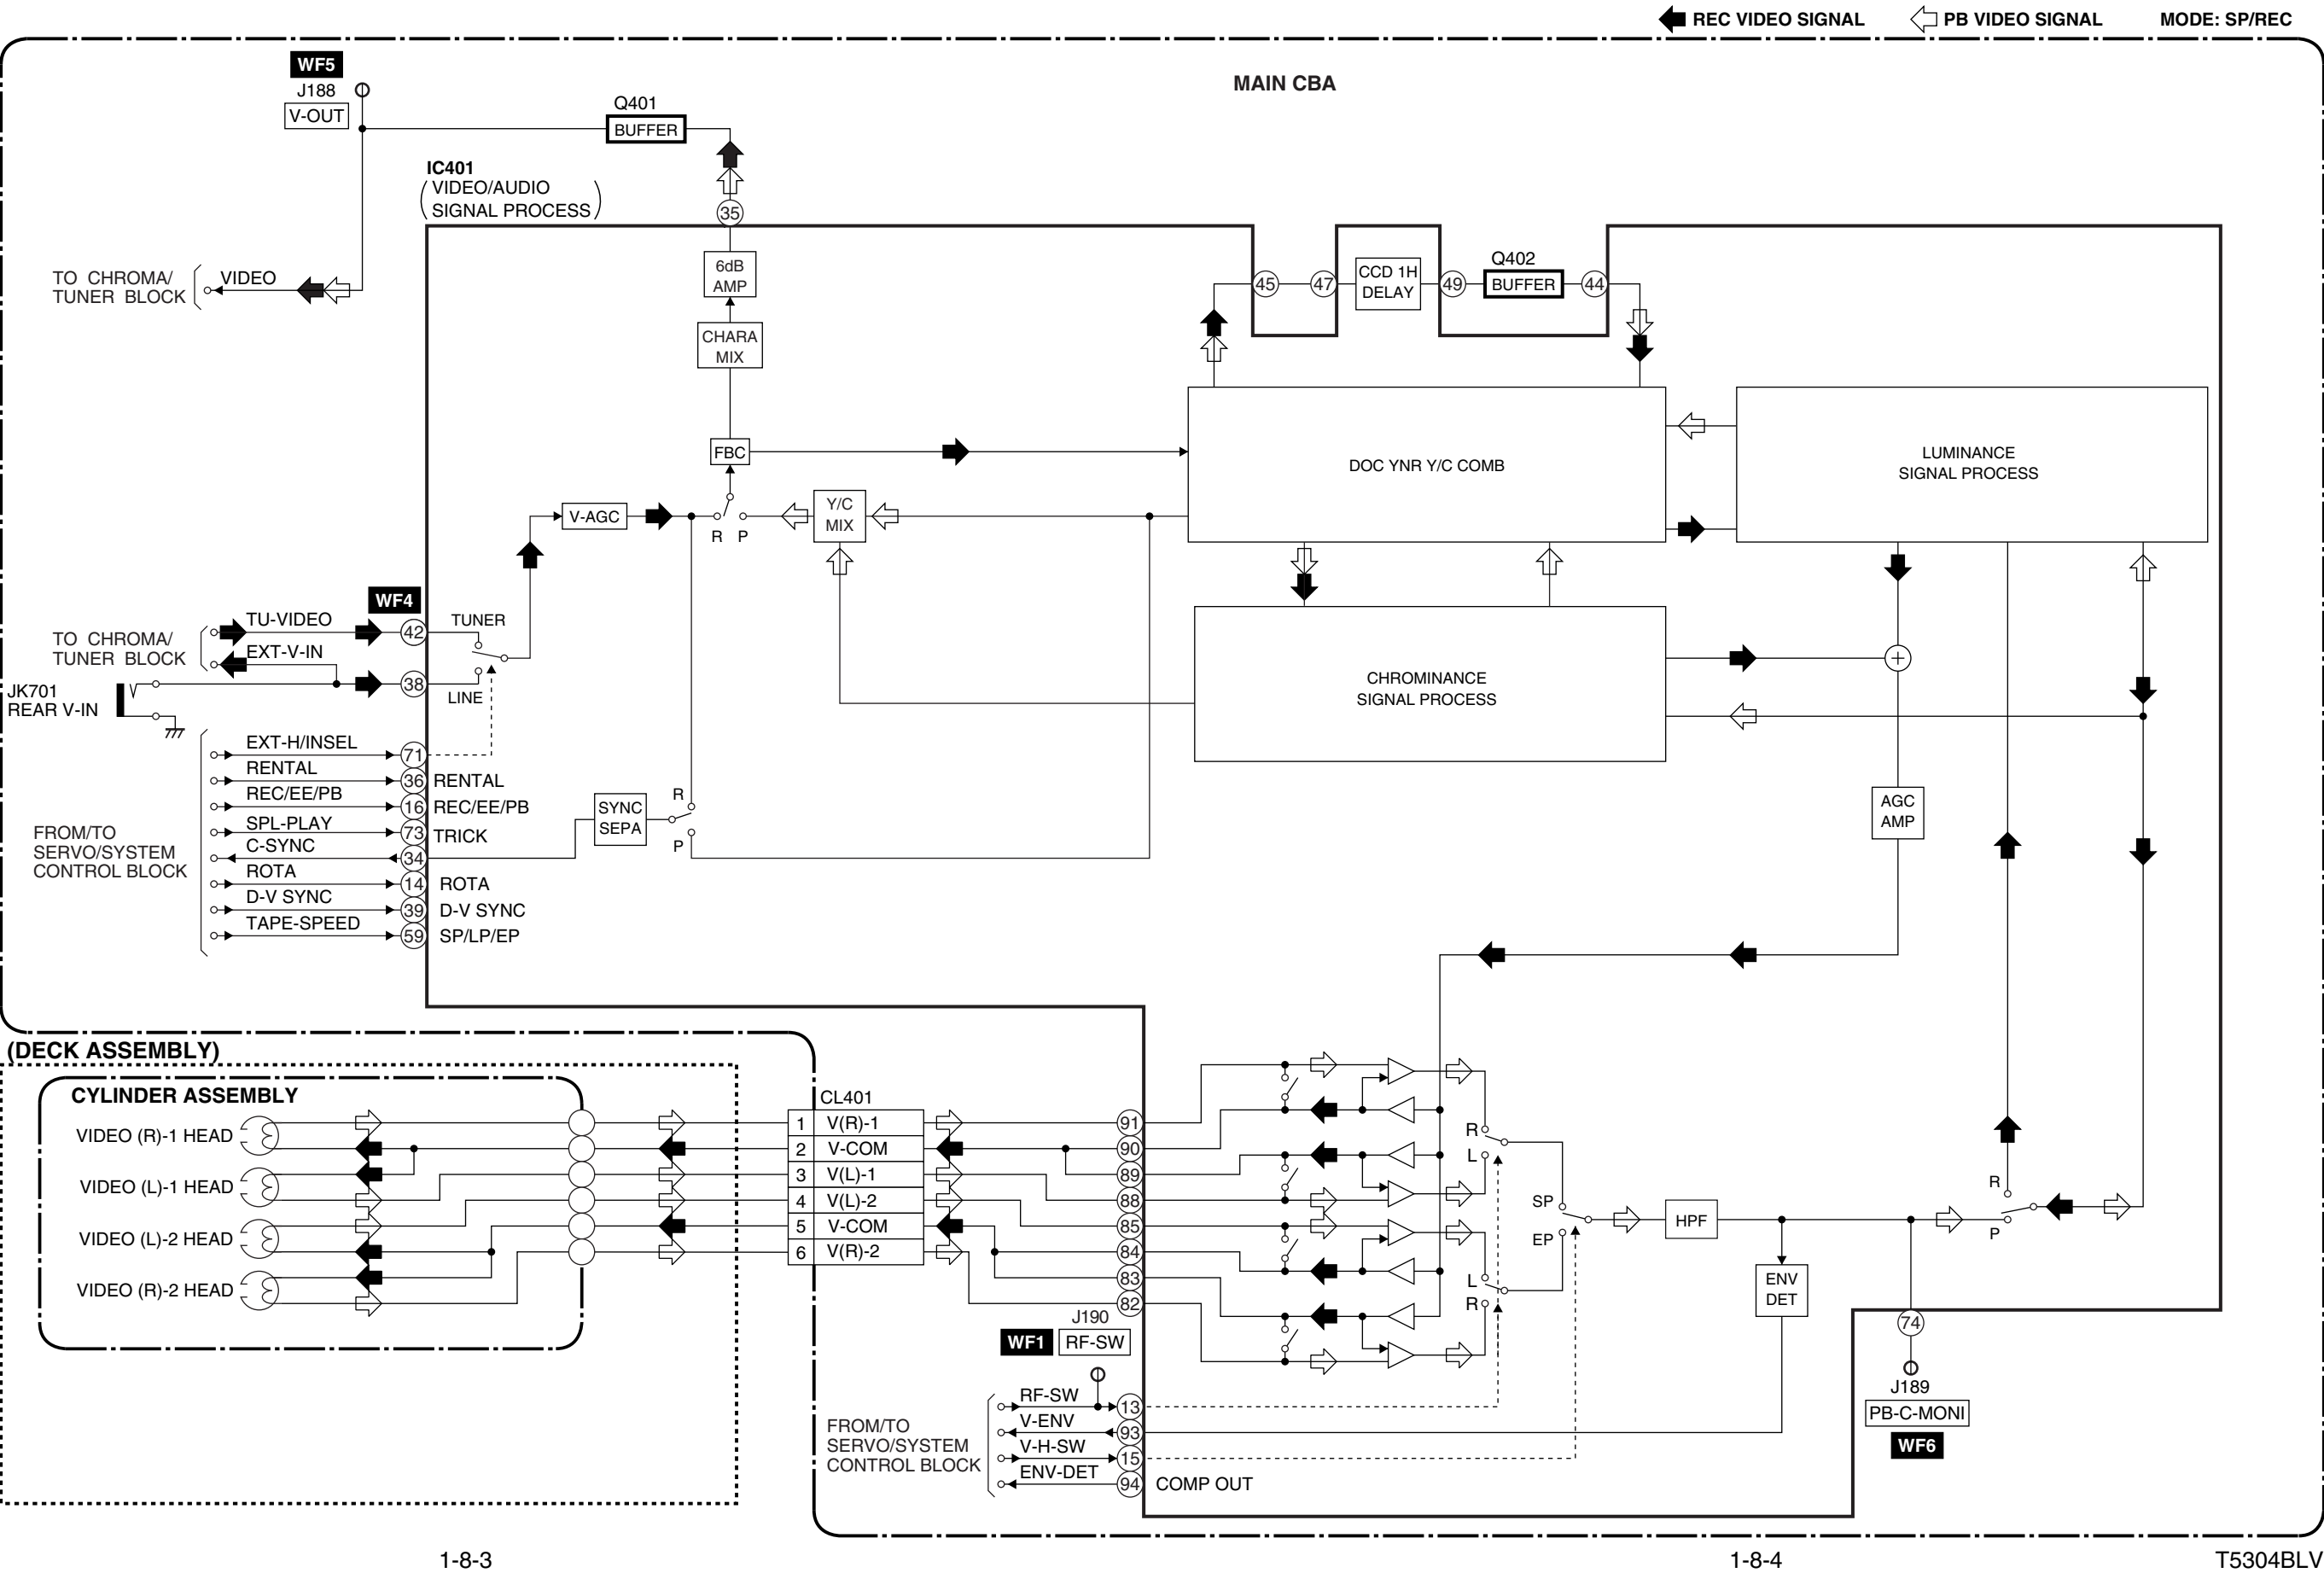 REC VIDEO SIGNAL PB VIDEO SIGNAL MODE: SP/REC
MAIN CBA
WF5
J188
V-OUT
Q401
BUFFER
IC401
VIDEO/AUDIO
SIGNAL PROCESS
35
6dB
AMP
CHARA
MIX
FBC
TO CHROMA/
TUNER BLOCK
VIDEO
45
47
CCD 1H
DELAY
49
Q402
BUFFER
44
DOC YNR Y/C COMB
LUMINANCE
SIGNAL PROCESS
V-AGC
R P
Y/C
MIX
CHROMINANCE
SIGNAL PROCESS
WF4
TO CHROMA/
TUNER BLOCK
TU-VIDEO
EXT-V-IN
42
38
TUNER
LINE
JK701
REAR V-IN
FROM/TO
SERVO/SYSTEM
CONTROL BLOCK
EXT-H/INSEL
71
RENTAL
36 RENTAL
REC/EE/PB
16 REC/EE/PB
SPL-PLAY
73 TRICK
C-SYNC
34
ROTA
14 ROTA
D-V SYNC
39 D-V SYNC
TAPE-SPEED
59 SP/LP/EP
SYNC
SEPA
R
P
AGC
AMP
(DECK ASSEMBLY)
CYLINDER ASSEMBLY
VIDEO (R)-1 HEAD
VIDEO (L)-1 HEAD
VIDEO (L)-2 HEAD
VIDEO (R)-2 HEAD
CL401
1 V(R)-1
2 V-COM
3 V(L)-1
4 V(L)-2
5 V-COM
6 V(R)-2
91
90
89
88
85
84
83
82
R
L
L
R
SP
EP
HPF
ENV
DET
R
P
74
J189
PB-C-MONI
WF6
J190
WF1 RF-SW
FROM/TO
SERVO/SYSTEM
CONTROL BLOCK
RF-SW
13
V-ENV
93
V-H-SW
15
ENV-DET
94 COMP OUT
1-8-3 1-8-4 T5304BLV